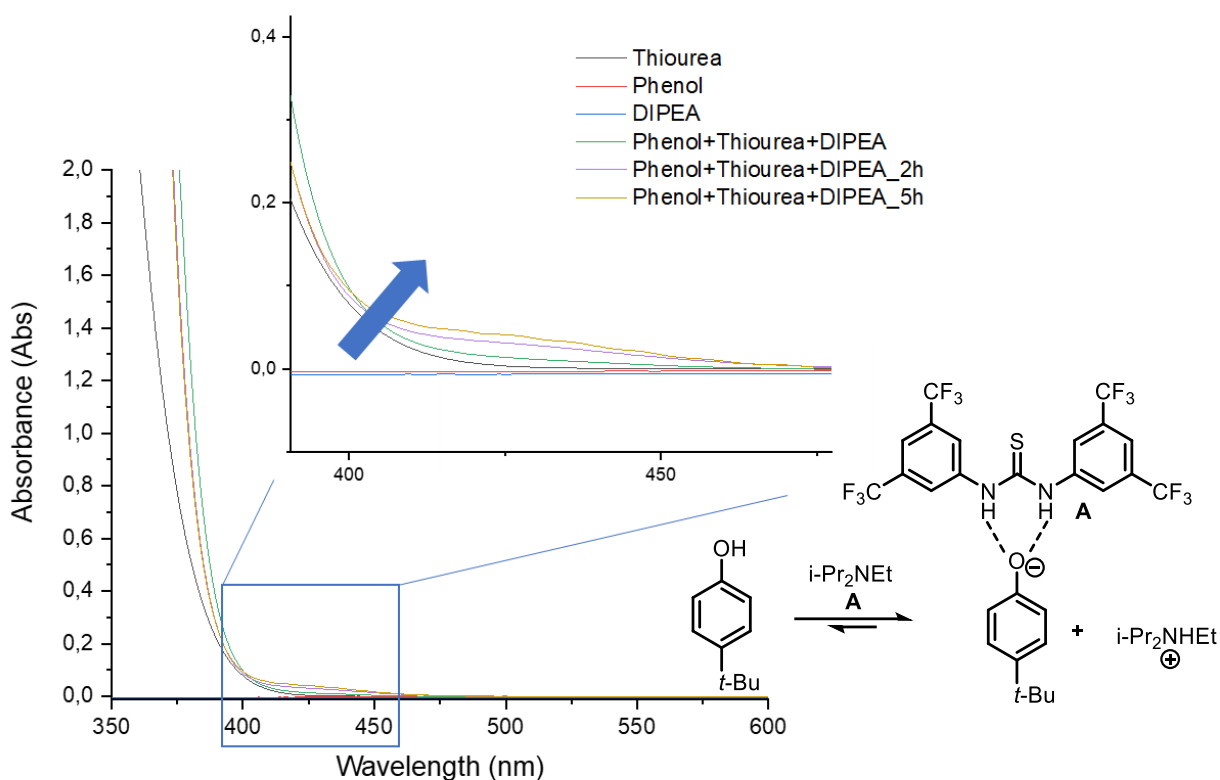 0,4
0,2
0,0
400
450
Thiourea
Phenol
DIPEA
Phenol+Thiourea+DIPEA
Phenol+Thiourea+DIPEA_2h
Phenol+Thiourea+DIPEA_5h
2,0
1,8
1,6
1,4
1,2
1,0
0,8
0,6
0,4
0,2
0,0
Absorbance (Abs)
350
400
450
500
550
600
Wavelength (nm)
CF3
CF3
S
CF3
N
N
CF3
H
H
A
OH
i-Pr2NEt
A
O
⊖
t-Bu
t-Bu
+
i-Pr2NHEt
⊕